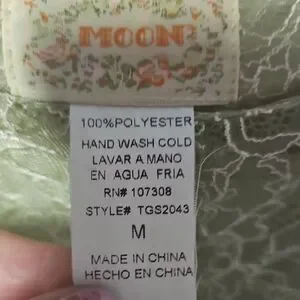 MOON
100%POLYESTER
HAND WASH COLD
LAVAR A MANO
EN AGUA FRIA
RN# 107308
STYLE# TGS2043
M
MADE IN CHINA
HECHO EN CHINA